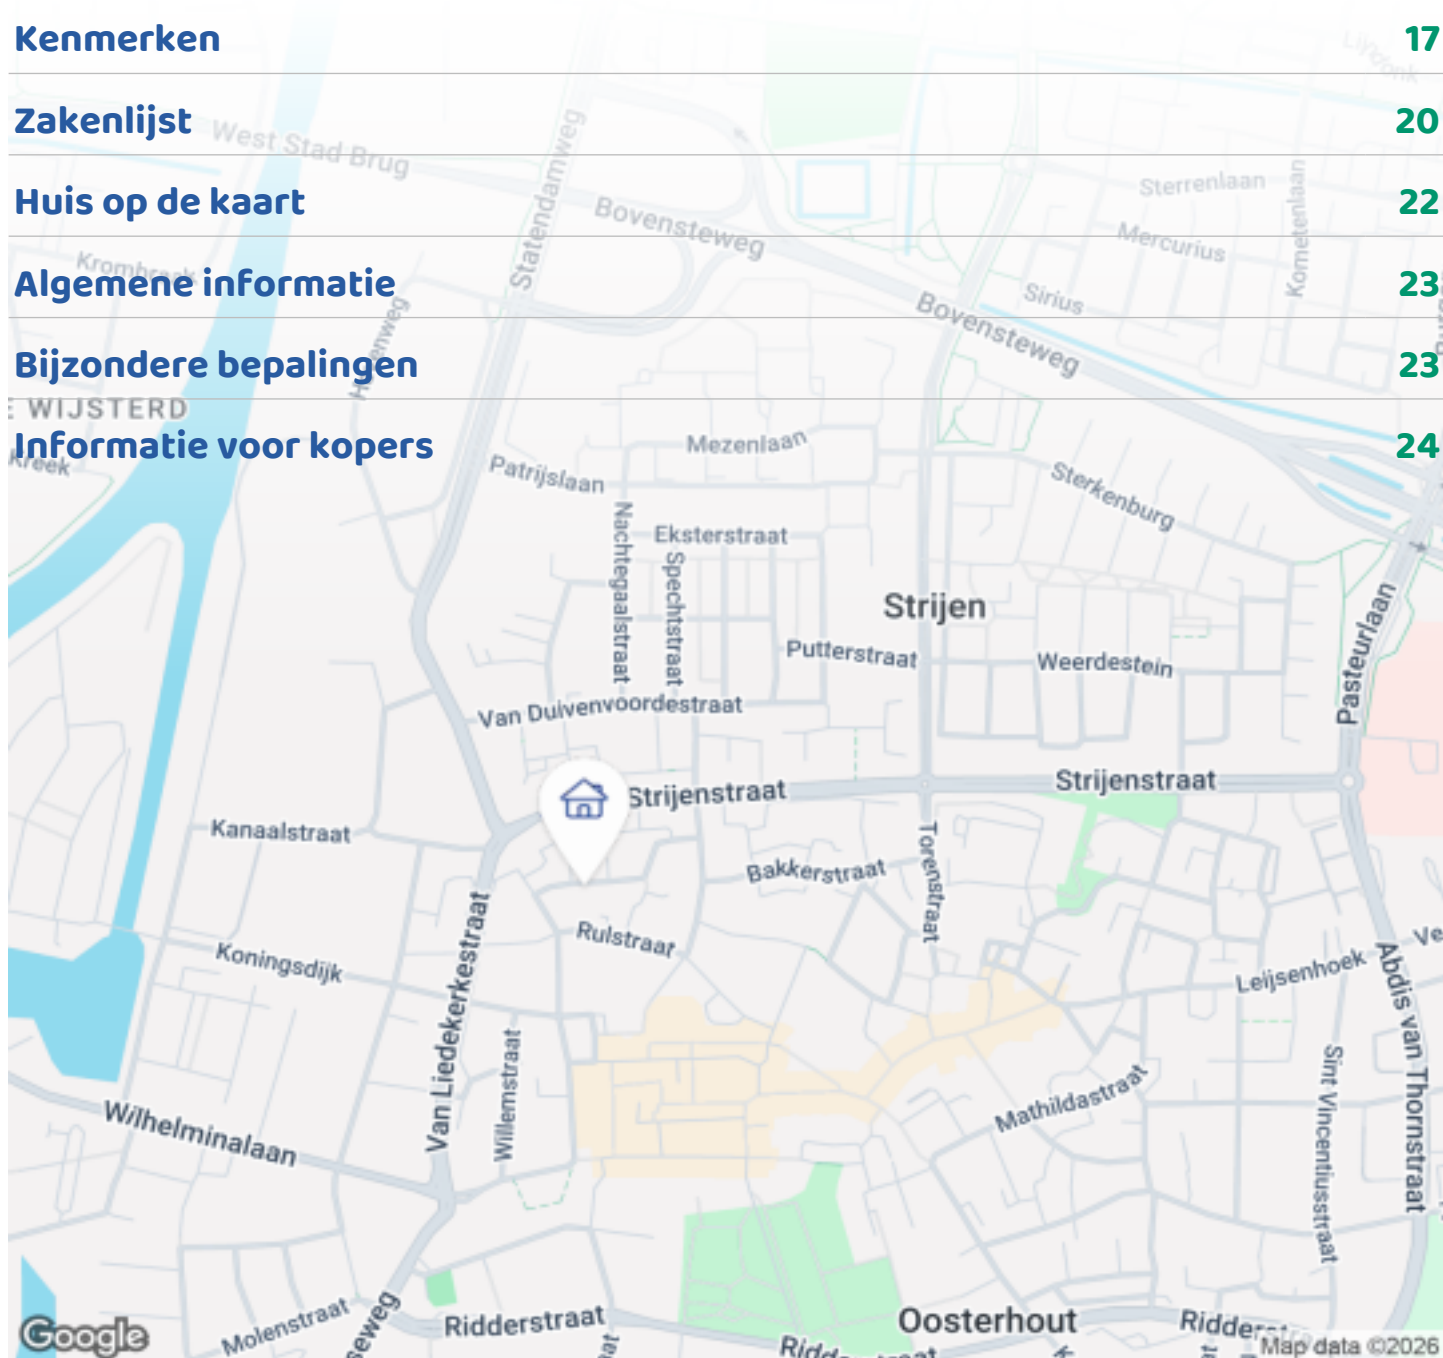 Kenmerken 17
Zakenlijst 20
Huis op de kaart 22
Algemene informatie 23
Bijzondere bepalingen 23
Informatie voor kopers 24
West Stad Brug
Statendamweg
Bovensteweg
Sterrenlaan
Mercurius
Kometenlaan
Sirius
Bovensteweg
WIJSTERD
Kreek
Mezenlaan
Patrijslaan
Sterkenburg
Nachtegaalstraat
Eksterstraat
Spechtstraat
Strijen
Putterstraat
Weerdestein
Pasteurlaan
Van Duivenvoordestraat
Strijenstraat
Strijenstraat
Kanaalstraat
Bakkerstraat
Torenstraat
Rulstraat
Koningsdijk
Van Liedekerkestraat
Leijsenhoek
Ve
Abdis van Thornstraat
Willemstraat
Mathildastraat
Sint Vincentiusstraat
Wilhelminalaan
Molenstraat
seweg
Ridderstraat
Oosterhout
Google
Map data ©2026